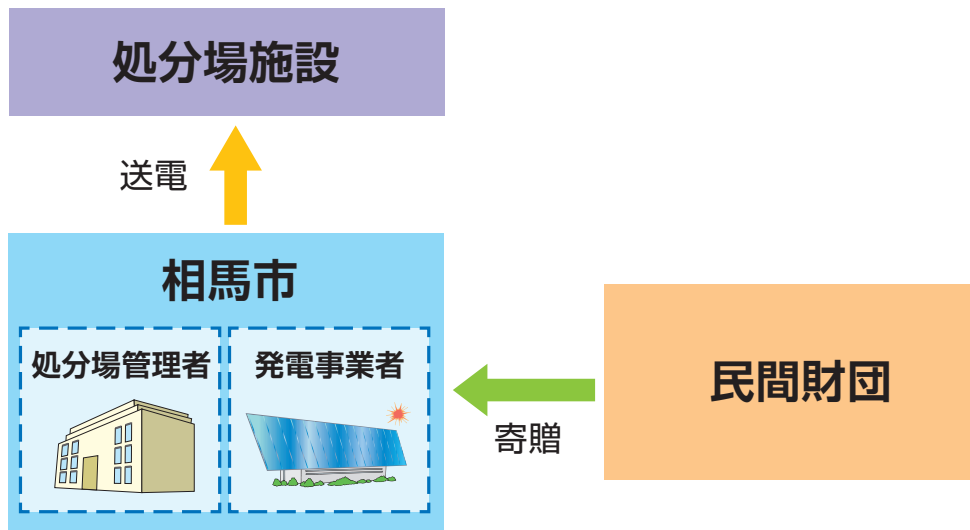 処分場施設
送電
相馬市
処分場管理者
発電事業者
民間財団
寄贈